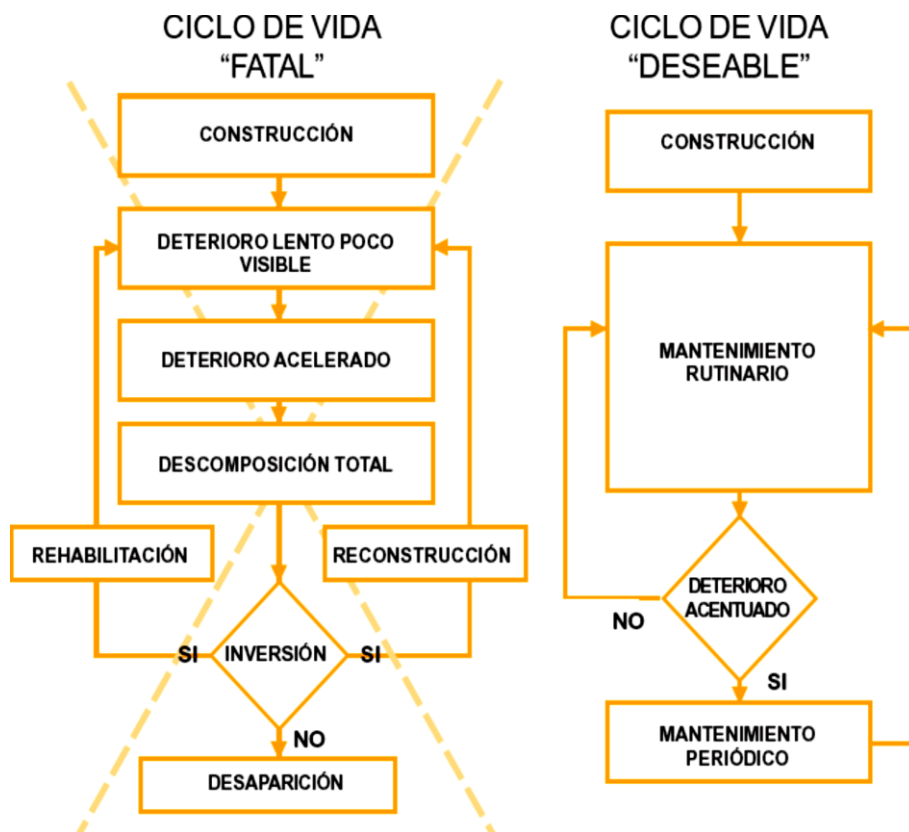 CICLO DE VIDA
“FATAL”
CONSTRUCCIÓN
DETERIORO LENTO POCO
VISIBLE
DETERIORO ACELERADO
DESCOMPOSICIÓN TOTAL
REHABILITACIÓN
RECONSTRUCCIÓN
SI
INVERSIÓN
SI
NO
DESAPARICIÓN
CICLO DE VIDA
“DESEABLE”
CONSTRUCCIÓN
MANTENIMIENTO
RUTINARIO
DETERIORO
ACENTUADO
NO
SI
MANTENIMIENTO
PERIÓDICO